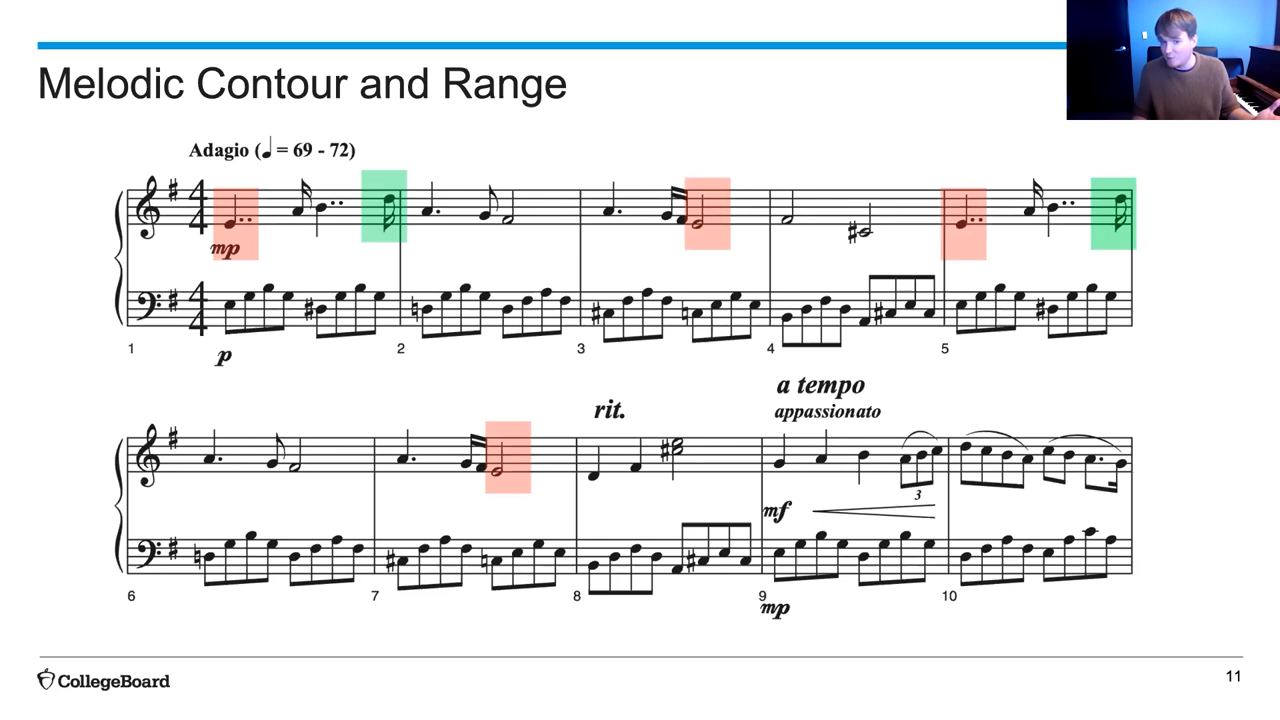 Melodic Contour and Range
Adagio (♩ = 69 - 72)
mp
p
1 2 3 4 5
a tempo
rit. appassionato
3
mf
6 7 8 9 10
mp
CollegeBoard 11